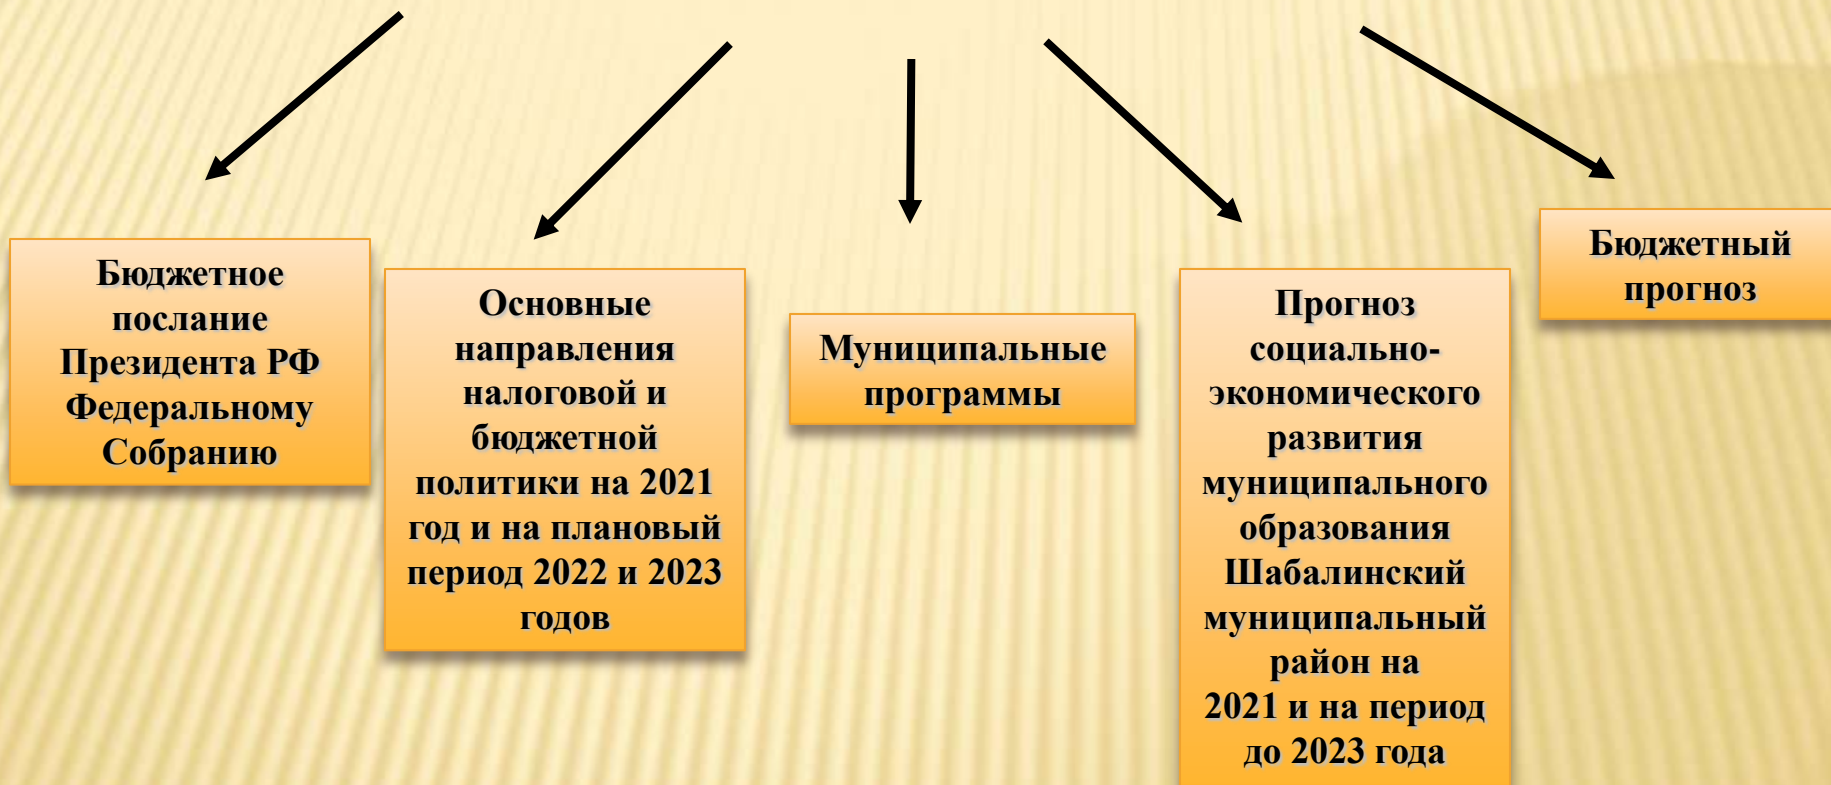 Бюджетное
послание
Президента РФ
Федеральному
Собранию
Основные
направления
налоговой и
бюджетной
политики на 2021
год и на плановый
период 2022 и 2023
годов
Муниципальные
программы
Прогноз
социально-
экономического
развития
муниципального
образования
Шабалинский
муниципальный
район на
2021 и на период
до 2023 года
Бюджетный
прогноз